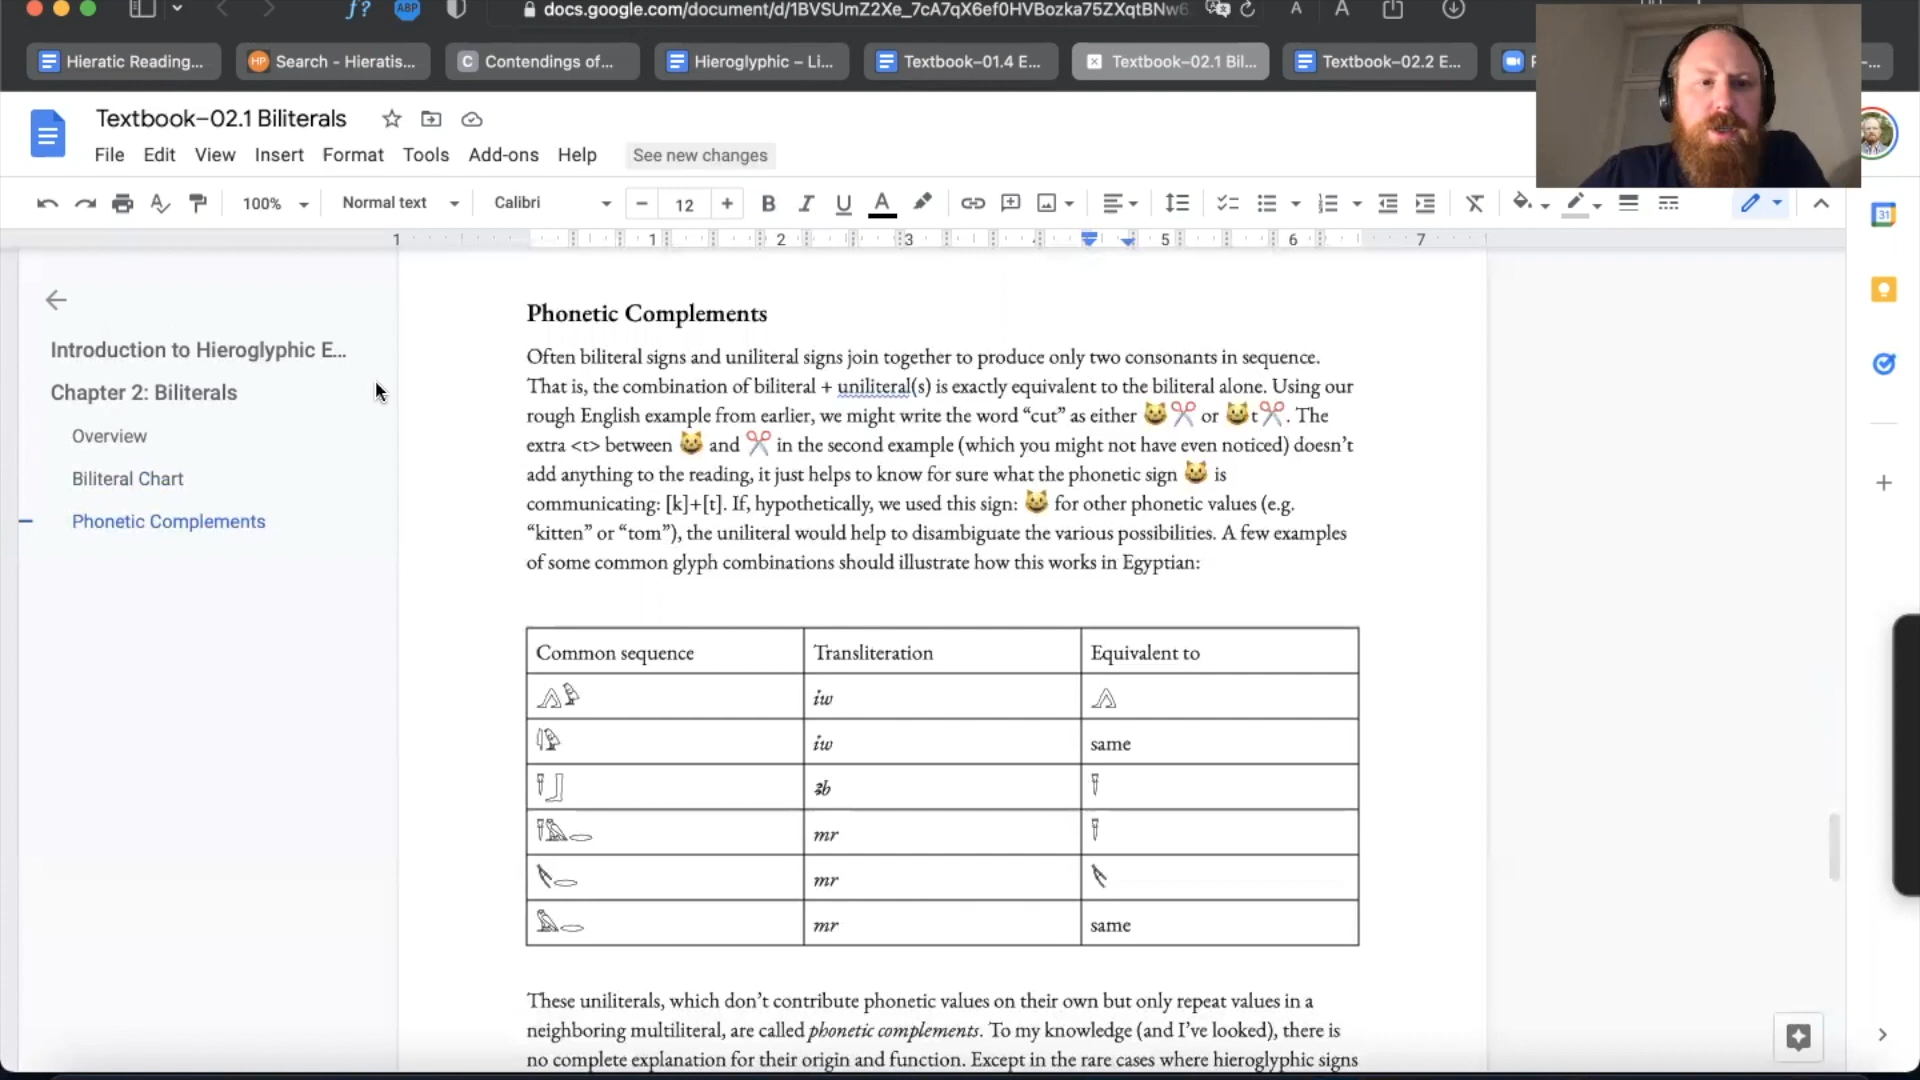 docs.google.com/document/d/1BVSUmZ2Xe_7cA7qX6ef0HVBozka75ZXqtBNw6
Hieratic Reading... Search - Hieratis... Contendings of... Hieroglyphic – Li... Textbook–01.4 E... Textbook–02.1 Bil... Textbook–02.2 E...
Textbook–02.1 Biliterals
File Edit View Insert Format Tools Add-ons Help See new changes
100% Normal text Calibri 12
1 1 2 3 5 6 7
Introduction to Hieroglyphic E...
Chapter 2: Biliterals
Overview
Biliteral Chart
Phonetic Complements
Phonetic Complements
Often biliteral signs and uniliteral signs join together to produce only two consonants in sequence.
That is, the combination of biliteral + uniliteral(s) is exactly equivalent to the biliteral alone. Using our
rough English example from earlier, we might write the word “cut” as either 😺✂️ or 😺t✂️. The
extra <t> between 😺 and ✂️ in the second example (which you might not have even noticed) doesn’t
add anything to the reading, it just helps to know for sure what the phonetic sign 😺 is
communicating: [k]+[t]. If, hypothetically, we used this sign: 😺 for other phonetic values (e.g.
“kitten” or “tom”), the uniliteral would help to disambiguate the various possibilities. A few examples
of some common glyph combinations should illustrate how this works in Egyptian:
Common sequence Transliteration Equivalent to
iw
iw same
ꜣb
mr
mr
mr same
These uniliterals, which don’t contribute phonetic values on their own but only repeat values in a
neighboring multiliteral, are called phonetic complements. To my knowledge (and I’ve looked), there is
no complete explanation for their origin and function. Except in the rare cases where hieroglyphic signs